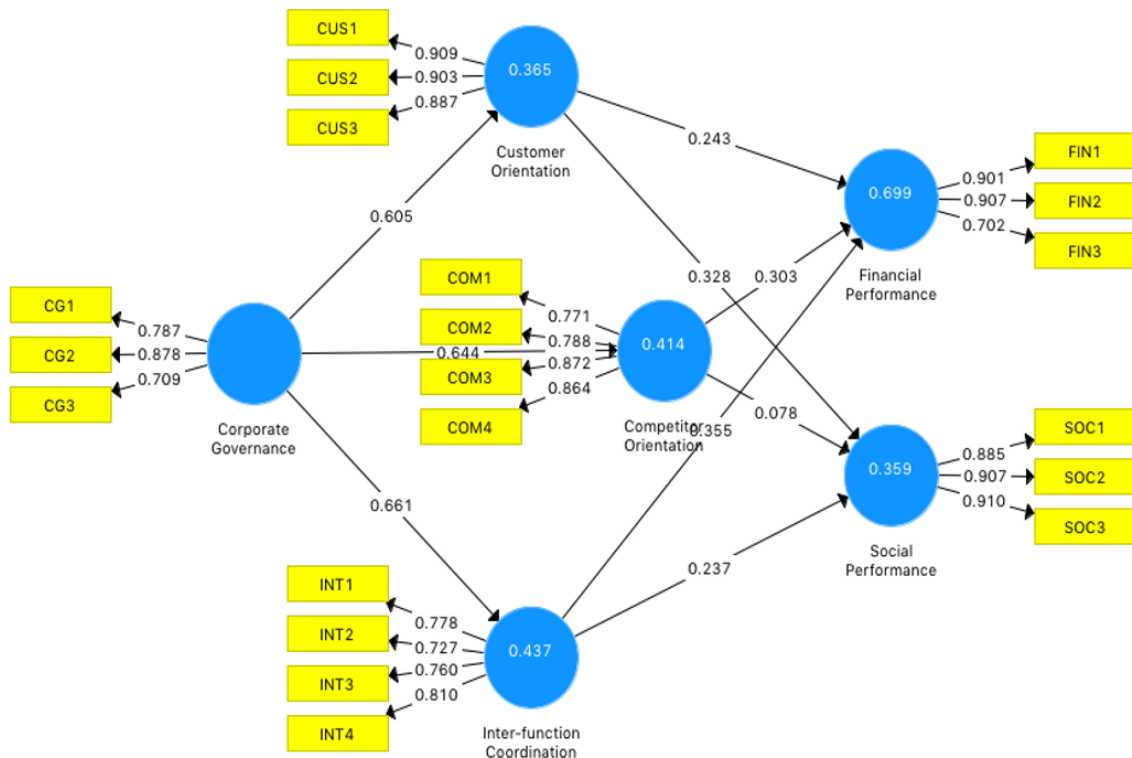 CUS1
CUS2
CUS3
0.909
0.903
0.887
0.365
Customer
Orientation
0.243
0.605
0.328
0.303
FIN1
FIN2
FIN3
0.901
0.907
0.702
0.699
Financial
Performance
CG1
CG2
CG3
0.787
0.878
0.709
Corporate
Governance
0.644
COM1
COM2
COM3
COM4
0.771
0.788
0.872
0.864
0.414
Competitor
Orientation
0.078
0.355
0.661
0.237
SOC1
SOC2
SOC3
0.885
0.907
0.910
0.359
Social
Performance
INT1
INT2
INT3
INT4
0.778
0.727
0.760
0.810
0.437
Inter-function
Coordination